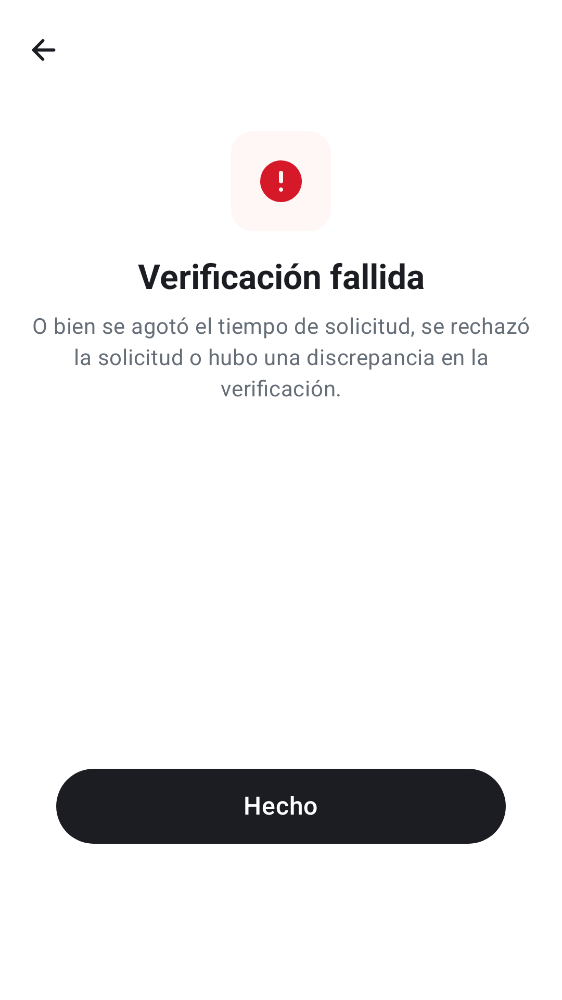 Verificación fallida
O bien se agotó el tiempo de solicitud, se rechazó
la solicitud o hubo una discrepancia en la
verificación.
Hecho